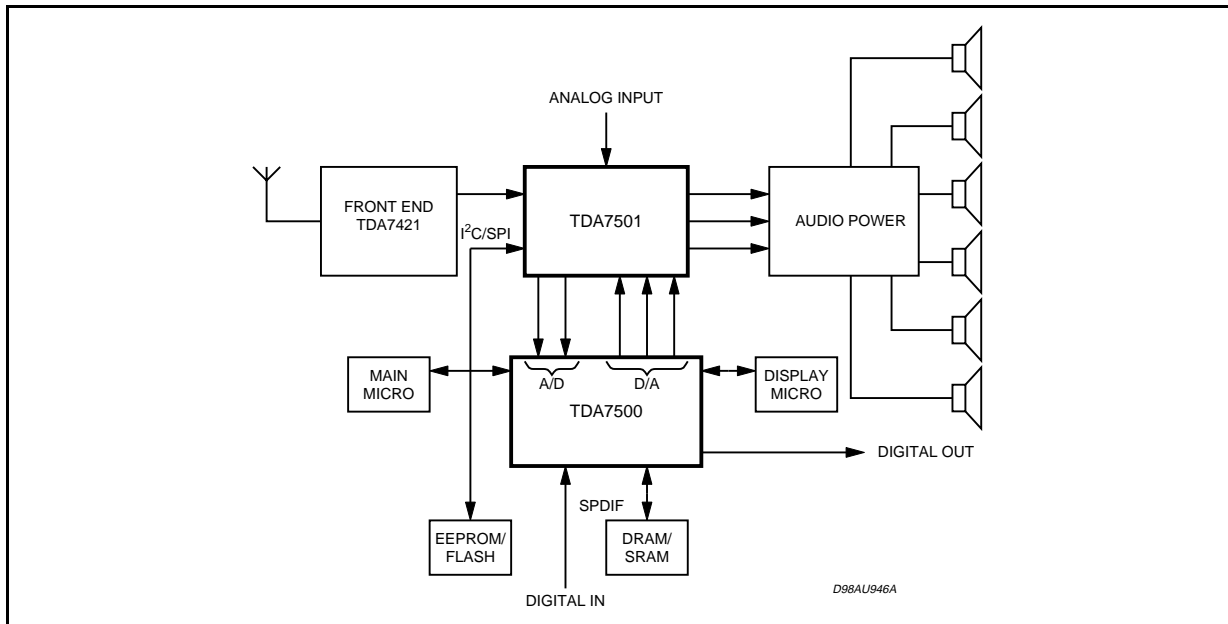 ANALOG INPUT
FRONT END
TDA7421
I²C/SPI
TDA7501
AUDIO POWER
MAIN
MICRO
A/D
D/A
TDA7500
DISPLAY
MICRO
DIGITAL OUT
SPDIF
EEPROM/
FLASH
DRAM/
SRAM
DIGITAL IN
D98AU946A